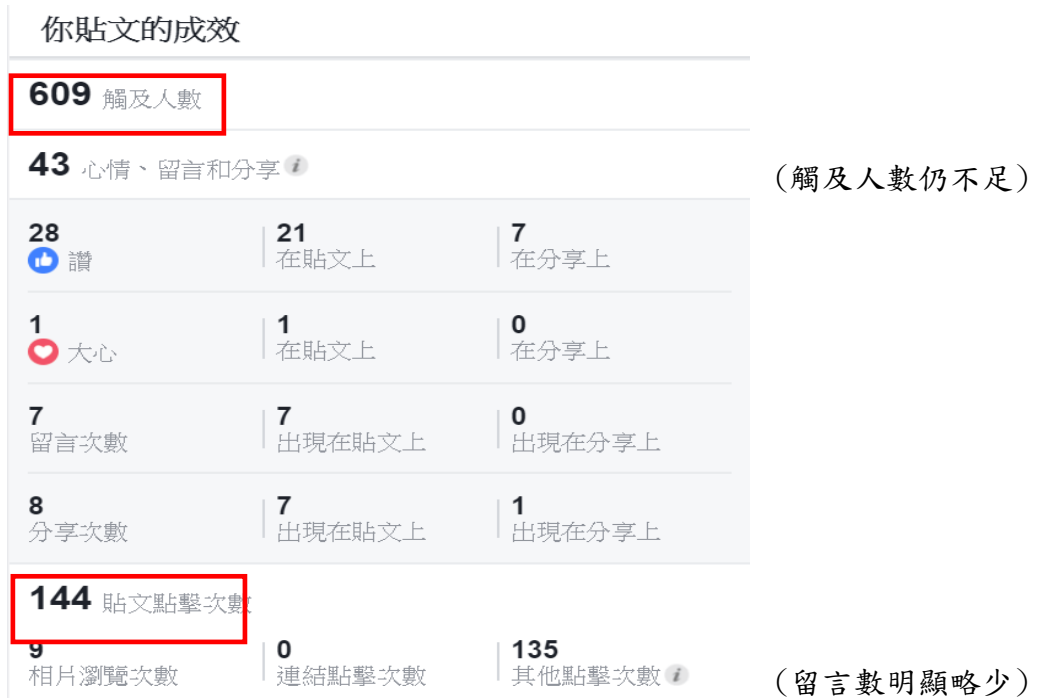 你貼文的成效
609 觸及人數
43 心情、留言和分享
(觸及人數仍不足)
28 21 7
讚 在貼文上 在分享上
1 1 0
大心 在貼文上 在分享上
7 7 0
留言次數 出現在貼文上 出現在分享上
8 7 1
分享次數 出現在貼文上 出現在分享上
144 貼文點擊次數
9 0 135
相片瀏覽次數 連結點擊次數 其他點擊次數
(留言數明顯略少)